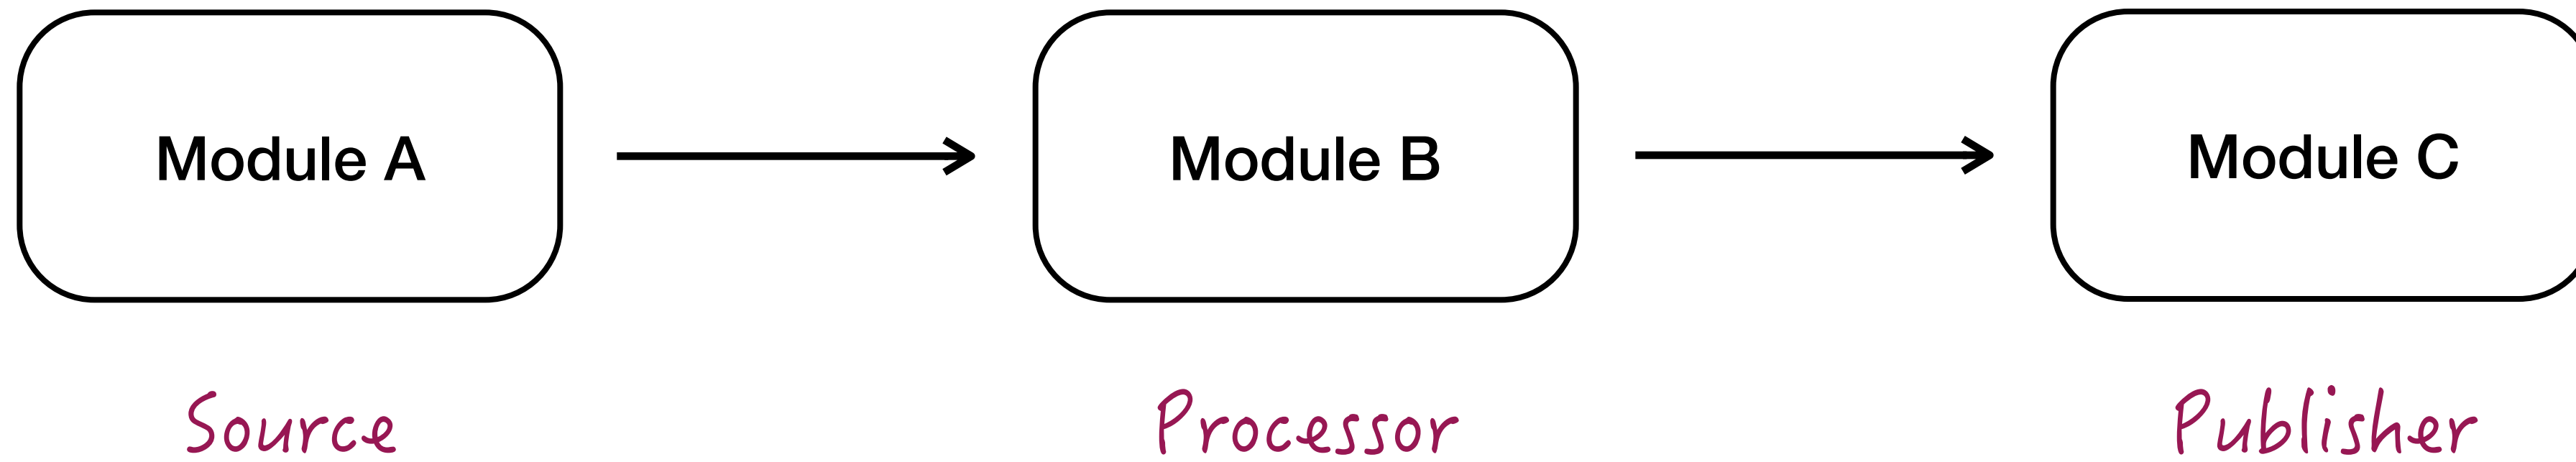 Module A
Module B
Module C
Source
Processor
Publisher